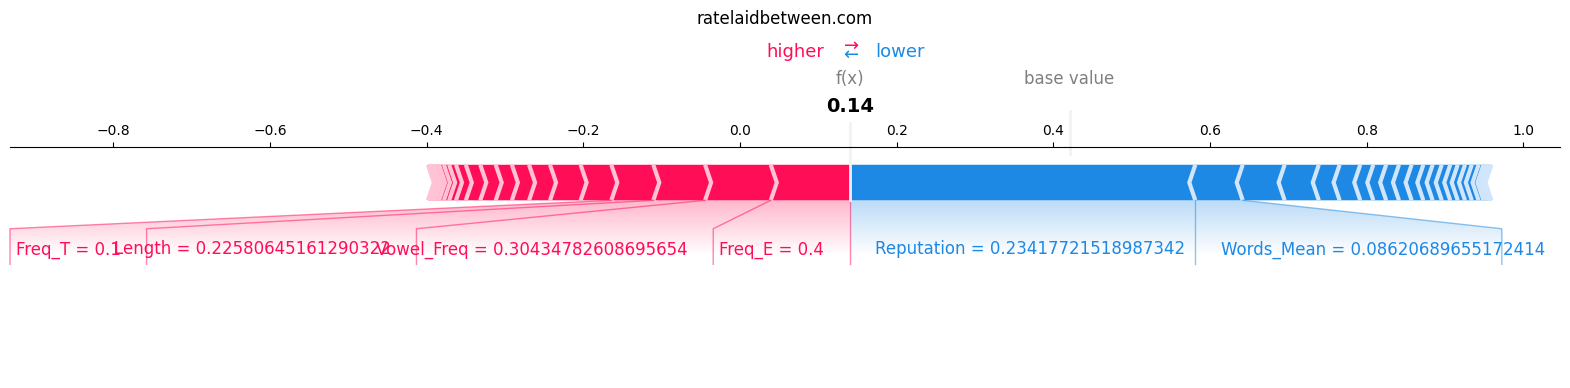 ratelaidbetween.com
higher ⇄ lower
f(x) base value
0.14
−0.8 −0.6 −0.4 −0.2 0.0 0.2 0.4 0.6 0.8 1.0
Freq_T = 0.1 Length = 0.22580645161290322 Vowel_Freq = 0.30434782608695654 Freq_E = 0.4 Reputation = 0.23417721518987342 Words_Mean = 0.08620689655172414